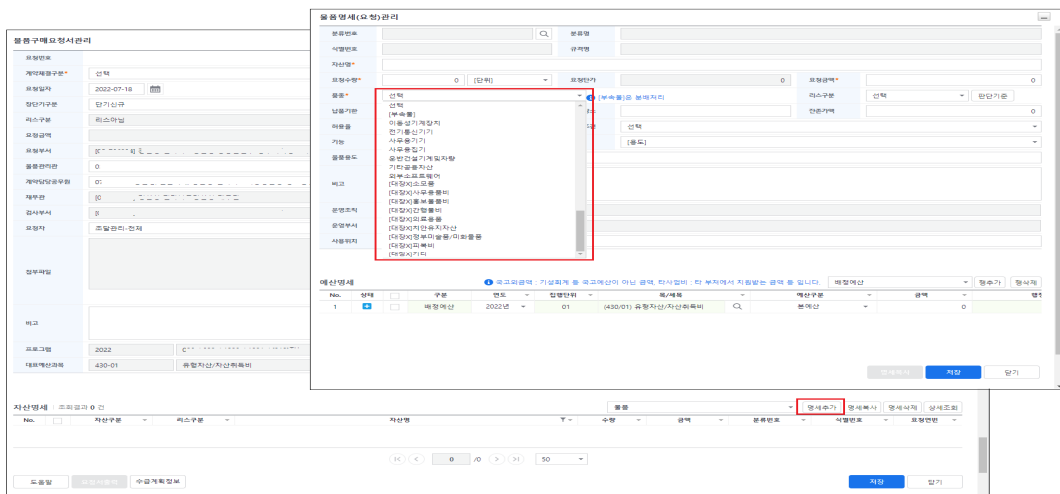 물품구매요청서관리
요청번호
계약체결구분* 선택
요청일자 2022-07-18
장단기구분 단기신규
리스구분 리스아님
요청금액
요청부서
물품관리관 0
계약담당공무원
재무관
검사부서
요청자 조달관리-전체
첨부파일
비고
프로그램 2022
대표예산과목 430-01 유형자산/자산취득비
물품명세(요청)관리
분류번호 분류명
식별번호 규격명
자산명*
요청수량* 0 [단위] 요청단가 0 요청금액* 0
품종* 선택 [부속물]은 본체자리 리스구분 선택 판단기준
납품기한 잔존가액 0
내용품 선택
기능 [용도]
물품용도
비고
운영조직
운영부서
사용위치
선택
[부속물]
이동성기계장치
전기통신기기
사무용기기
사무용집기
운반건설기계및차량
기타공용자산
외부소프트웨어
[대장X]소모품
[대장X]사무용품비
[대장X]홍보물품비
[대장X]간행물비
[대장X]의료용품
[대장X]치안유지자산
[대장X]정부미술품/미화물품
[대장X]피복비
[대장X]기타
예산명세 국고외금액 : 기성회계 등 국고예산이 아닌 금액, 타사업비 : 타 부처에서 지원받는 금액 등 입니다. 배정예산 행추가 행삭제
No. 상태 구분 연도 집행단위 목/세목 예산구분 금액
1 배정예산 2022년 01 (430/01) 유형자산/자산취득비 본예산 0
명세복사 저장 닫기
자산명세 조회결과 0 건 물품 명세추가 명세복사 명세삭제 상세조회
No. 자산구분 리스구분 자산명 수량 금액 분류번호 식별번호 요청연번
0 /0 50
도움말 수급계획정보 저장 닫기